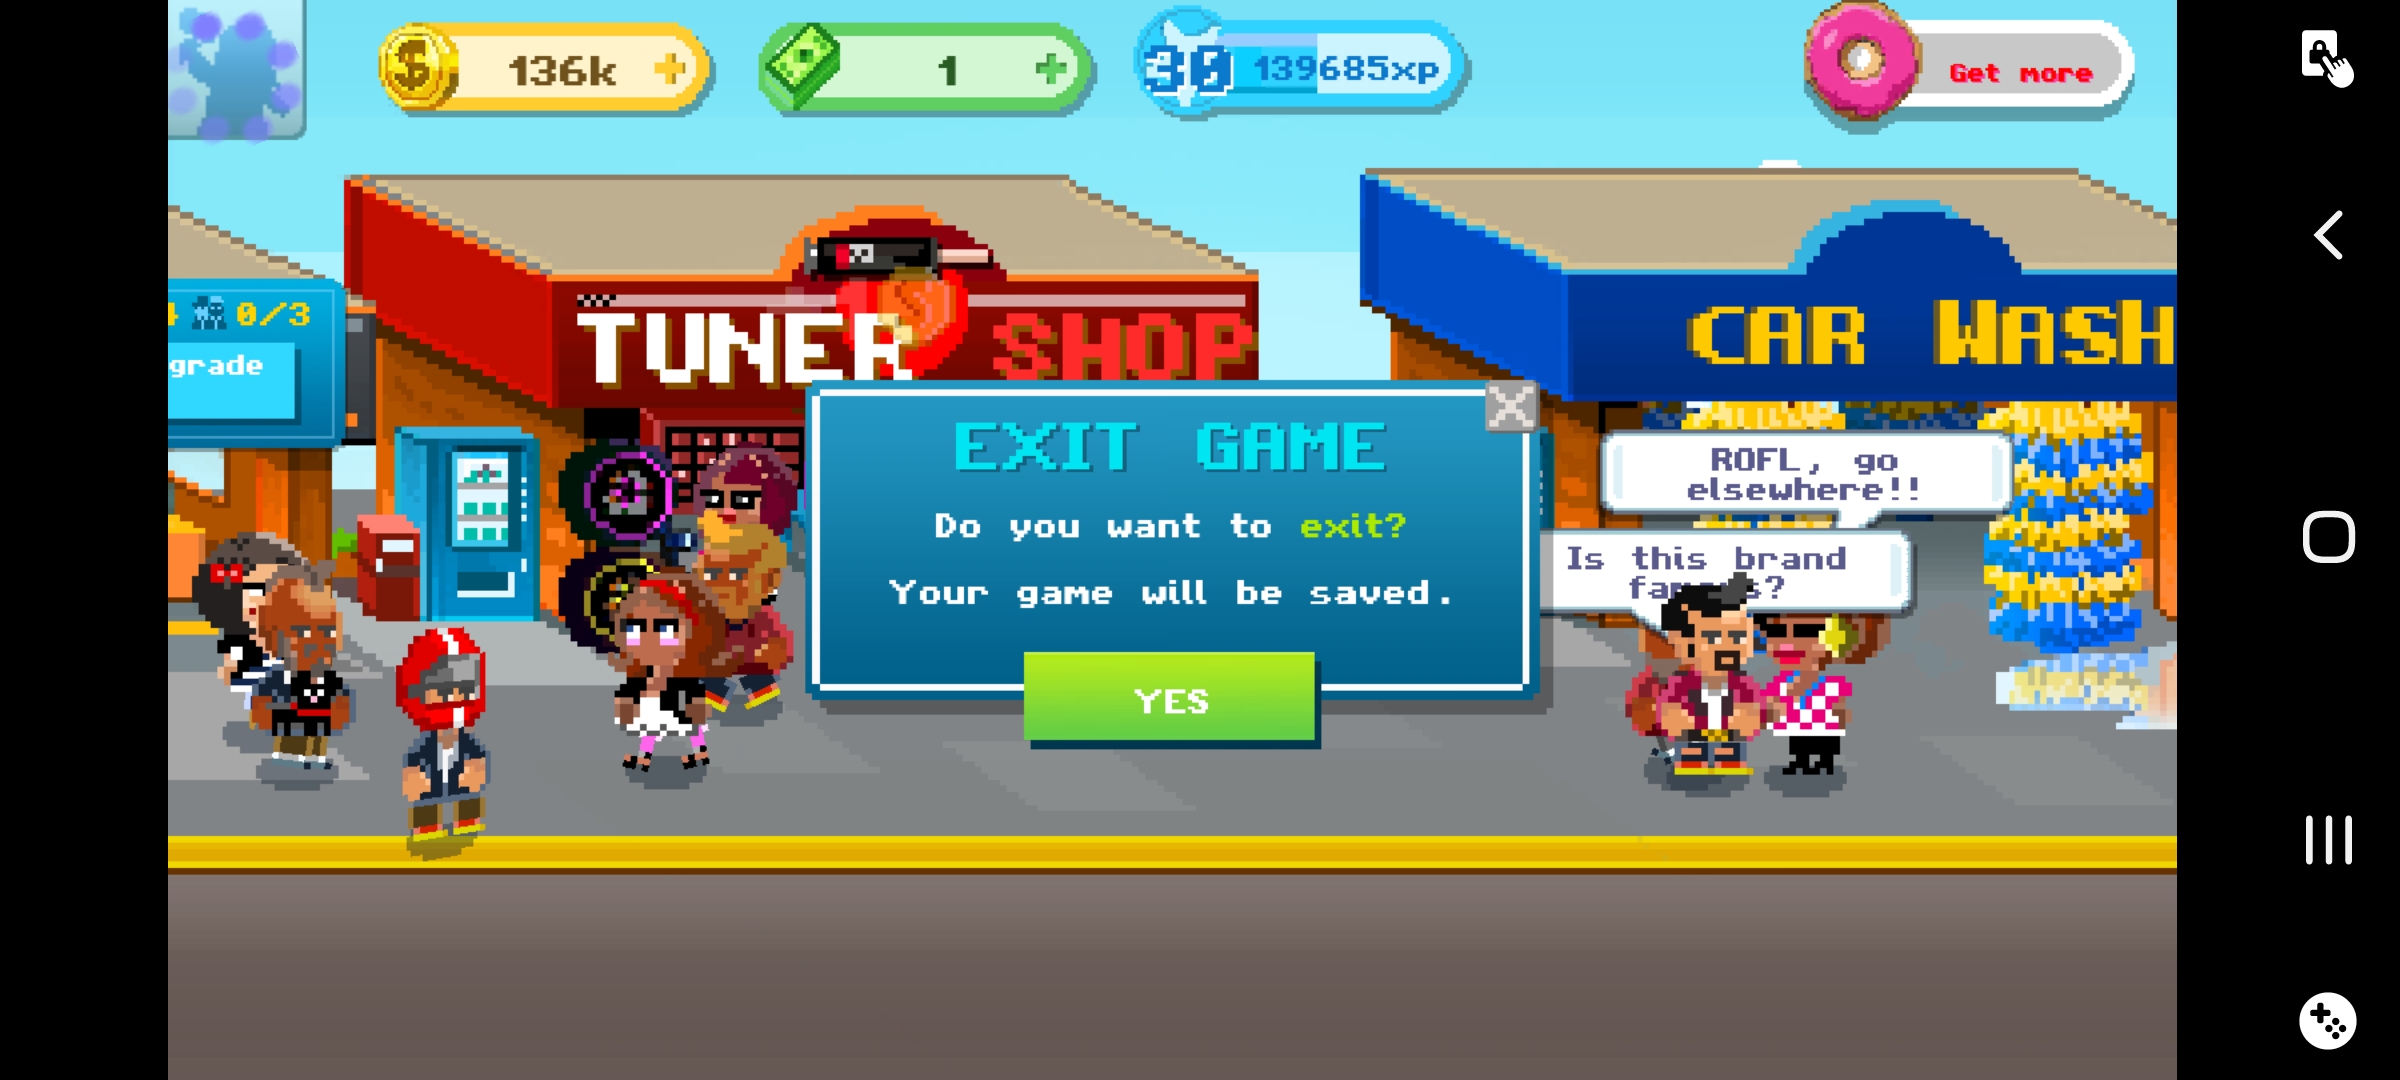 136k
1
30 139685xp
Get more
TUNER SHOP
CAR WASH
0/3
grade
EXIT GAME
Do you want to exit?
Your game will be saved.
YES
ROFL, go
elsewhere!!
Is this brand